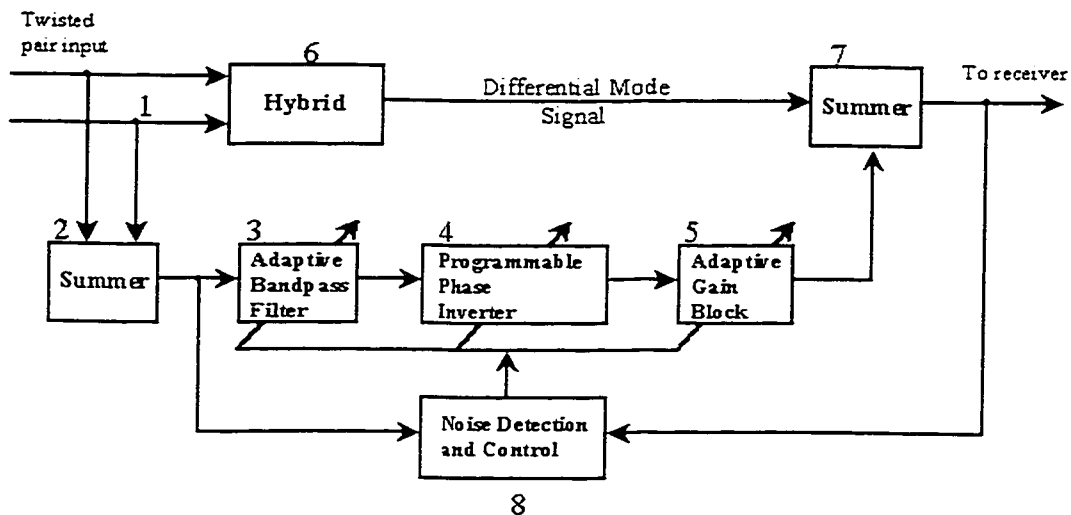 Twisted
pair input
6
7
To receiver
Hybrid
Differential Mode
Signal
Summer
1
2
Summer
3
Adaptive
Bandpass
Filter
4
Programmable
Phase
Inverter
5
Adaptive
Gain
Block
Noise Detection
and Control
8